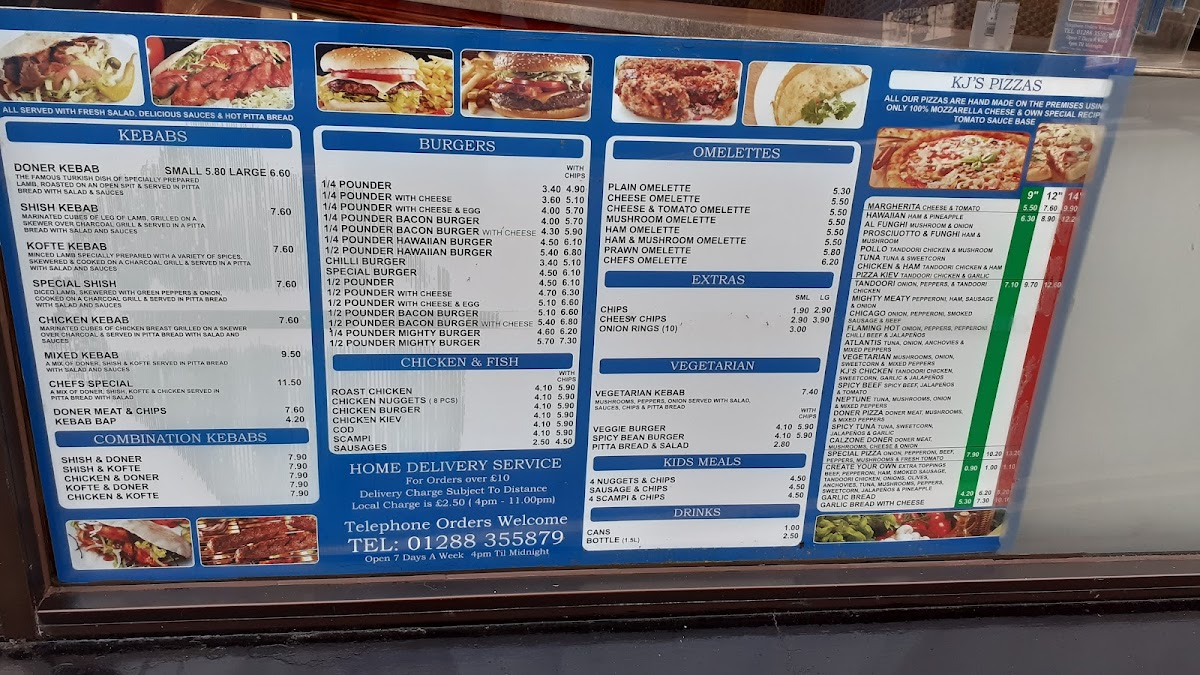 ALL SERVED WITH FRESH SALAD, DELICIOUS SAUCES & HOT PITTA BREAD
KEBABS
DONER KEBAB SMALL 5.80 LARGE 6.60
THE FAMOUS TURKISH DISH OF SPECIALLY PREPARED
LAMB, ROASTED ON AN OPEN SPIT & SERVED IN PITTA
BREAD WITH SALAD & SAUCES
SHISH KEBAB 7.60
MARINATED CUBES OF LEG OF LAMB, GRILLED ON A
SKEWER OVER CHARCOAL GRILL & SERVED IN A PITTA
BREAD WITH SALAD AND SAUCES
KOFTE KEBAB 7.60
MINCED LAMB SPECIALLY PREPARED WITH A VARIETY OF SPICES,
SKEWERED & COOKED ON A CHARCOAL GRILL & SERVED IN A PITTA
WITH SALAD AND SAUCES
SPECIAL SHISH 7.60
DICED LAMB, SKEWERED WITH GREEN PEPPERS & ONION,
COOKED ON A CHARCOAL GRILL & SERVED IN PITTA BREAD
WITH SALAD AND SAUCES
CHICKEN KEBAB 7.60
MARINATED CUBES OF CHICKEN BREAST GRILLED ON A SKEWER
OVER CHARCOAL & SERVED IN PITTA BREAD WITH SALAD AND
SAUCES
MIXED KEBAB 9.50
A MIX OF DONER, SHISH & KOFTE SERVED IN PITTA
BREAD WITH SALAD AND SAUCES
CHEFS SPECIAL 11.50
A MIX OF DONER, SHISH, KOFTE & CHICKEN SERVED IN
PITTA BREAD WITH SALAD
DONER MEAT & CHIPS 7.60
KEBAB BAP 4.20
COMBINATION KEBABS
SHISH & DONER 7.90
SHISH & KOFTE 7.90
CHICKEN & DONER 7.90
KOFTE & DONER 7.90
CHICKEN & KOFTE 7.90
BURGERS
WITH
CHIPS
1/4 POUNDER 3.40 4.90
1/4 POUNDER WITH CHEESE 3.60 5.10
1/4 POUNDER WITH CHEESE & EGG 4.00 5.70
1/4 POUNDER BACON BURGER 4.00 5.70
1/4 POUNDER BACON BURGER WITH CHEESE 4.30 5.90
1/4 POUNDER HAWAIIAN BURGER 4.50 6.10
1/2 POUNDER HAWAIIAN BURGER 5.40 6.80
CHILLI BURGER 3.40 5.10
SPECIAL BURGER 4.50 6.10
1/2 POUNDER 4.50 6.10
1/2 POUNDER WITH CHEESE 4.70 6.30
1/2 POUNDER WITH CHEESE & EGG 5.10 6.60
1/2 POUNDER BACON BURGER 5.10 6.60
1/2 POUNDER BACON BURGER WITH CHEESE 5.40 6.80
1/4 POUNDER MIGHTY BURGER 4.60 6.20
1/2 POUNDER MIGHTY BURGER 5.70 7.30
CHICKEN & FISH
WITH
CHIPS
ROAST CHICKEN 4.10 5.90
CHICKEN NUGGETS ( 8 PCS) 4.10 5.90
CHICKEN BURGER 4.10 5.90
CHICKEN KIEV 4.10 5.90
COD 4.10 5.90
SCAMPI 4.10 5.90
SAUSAGES 2.50 4.50
HOME DELIVERY SERVICE
For Orders over £10
Delivery Charge Subject To Distance
Local Charge is £2.50 ( 4pm - 11.00pm)
Telephone Orders Welcome
TEL: 01288 355879
Open 7 Days A Week 4pm Til Midnight
OMELETTES
PLAIN OMELETTE 5.30
CHEESE OMELETTE 5.50
CHEESE & TOMATO OMELETTE 5.50
MUSHROOM OMELETTE 5.50
HAM OMELETTE 5.50
HAM & MUSHROOM OMELETTE 5.50
PRAWN OMELETTE 5.80
CHEFS OMELETTE 6.20
EXTRAS
SML LG
CHIPS 1.90 2.90
CHEESY CHIPS 2.90 3.90
ONION RINGS (10) 3.00
VEGETARIAN
VEGETARIAN KEBAB 7.40
MUSHROOMS, PEPPERS, ONION SERVED WITH SALAD,
SAUCES, CHIPS & PITTA BREAD
WITH
CHIPS
VEGGIE BURGER 4.10 5.90
SPICY BEAN BURGER 4.10 5.90
PITTA BREAD & SALAD 2.80
KIDS MEALS
4 NUGGETS & CHIPS 4.50
SAUSAGE & CHIPS 4.50
4 SCAMPI & CHIPS 4.50
DRINKS
CANS 1.00
BOTTLE (1.5L) 2.50
TEL. 01288 35587
Open 7 Days A Week
4pm Til Midnight
KJ'S PIZZAS
ALL OUR PIZZAS ARE HAND MADE ON THE PREMISES USIN
ONLY 100% MOZZARELLA CHEESE & OWN SPECIAL RECIP
TOMATO SAUCE BASE
9" 12" 14"
MARGHERITA CHEESE & TOMATO 5.50 7.60 9.90
HAWAIIAN HAM & PINEAPPLE 6.30 8.90 12.2
AL FUNGHI MUSHROOM & ONION
PROSCIUOTTO & FUNGHI HAM &
MUSHROOM
POLLO TANDOORI CHICKEN & MUSHROOM
TUNA TUNA & SWEETCORN
CHICKEN & HAM TANDOORI CHICKEN & HAM
PIZZA KIEV TANDOORI CHICKEN & GARLIC
TANDOORI ONION, PEPPERS, & TANDOORI 7.10 9.70 12.60
CHICKEN
MIGHTY MEATY PEPPERONI, HAM, SAUSAGE
& ONION
CHICAGO ONION, PEPPERONI, SMOKED
SAUSAGE & BEEF
FLAMING HOT ONION, PEPPERS, PEPPERONI,
CHILLI BEEF & JALAPEÑOS
ATLANTIS TUNA, ONION, ANCHOVIES &
MIXED PEPPERS
VEGETARIAN MUSHROOMS, ONION,
SWEETCORN & MIXED PEPPERS
KJ'S CHICKEN TANDOORI CHICKEN,
SWEETCORN, GARLIC & JALAPEÑOS
SPICY BEEF SPICY BEEF, JALAPEÑOS
& TOMATO
NEPTUNE TUNA, MUSHROOMS, ONION
& MIXED PEPPERS
DONER PIZZA DONER MEAT, MUSHROOMS,
& MIXED PEPPERS
SPICY TUNA TUNA, SWEETCORN,
JALAPEÑOS & GARLIC
CALZONE DONER DONER MEAT,
MUSHROOMS, CHEESE & ONION
SPECIAL PIZZA ONION, PEPPERONI, BEEF, 7.90 10.20 13.20
PEPPERS, MUSHROOMS & FRESH TOMATO
CREATE YOUR OWN EXTRA TOPPINGS 0.90 1.00 1.10
BEEF, PEPPERONI, HAM, SMOKED SAUSAGE,
TANDOORI CHICKEN, ONIONS, OLIVES,
ANCHOVIES, TUNA, MUSHROOMS, PEPPERS,
SWEETCORN, JALAPEÑOS & PINEAPPLE
GARLIC BREAD 4.20 6.20 8.20
GARLIC BREAD WITH CHEESE 5.30 7.30 10.10